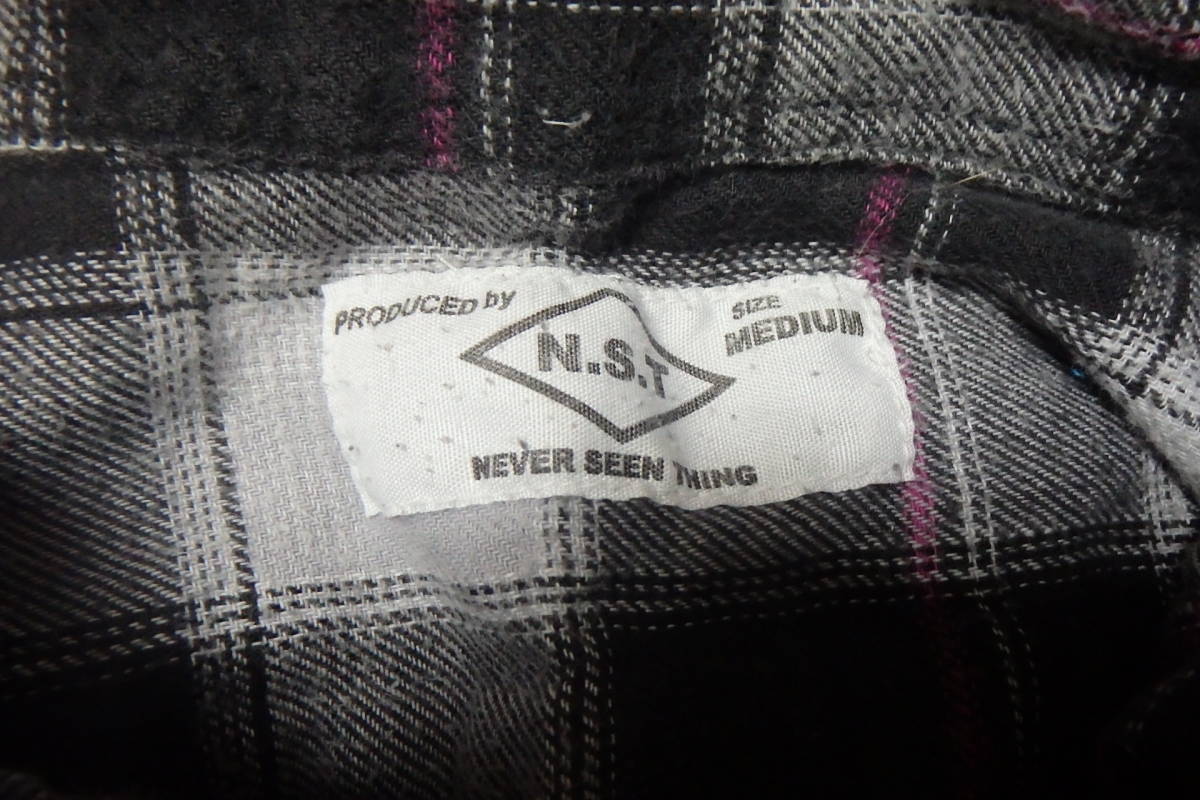 PRODUCED by
N.S.T
SIZE
MEDIUM
NEVER SEEN THING